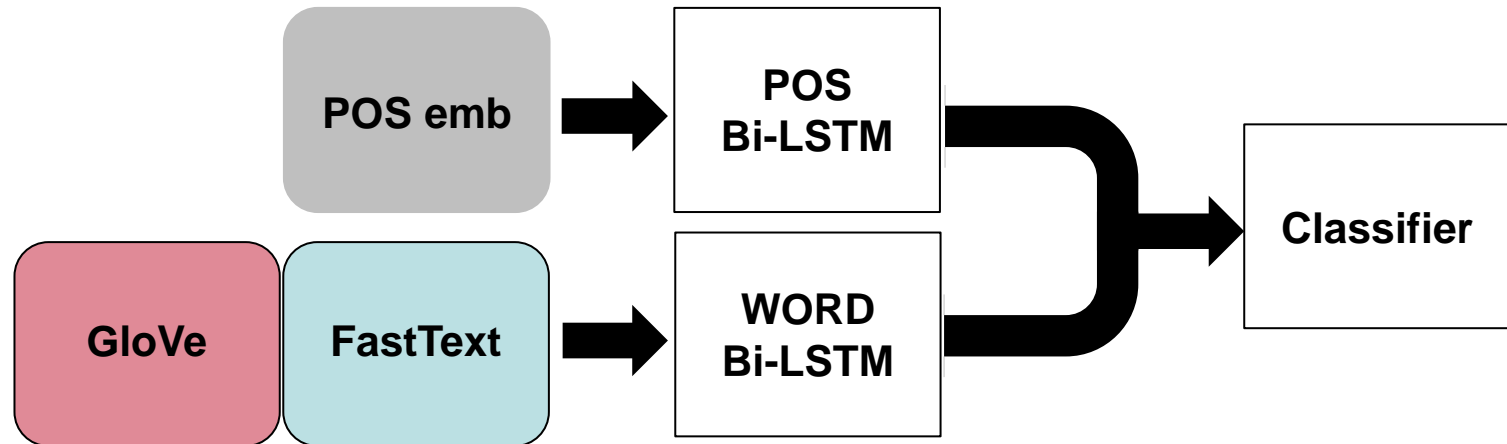 POS emb
POS
Bi-LSTM
Classifier
GloVe
FastText
WORD
Bi-LSTM